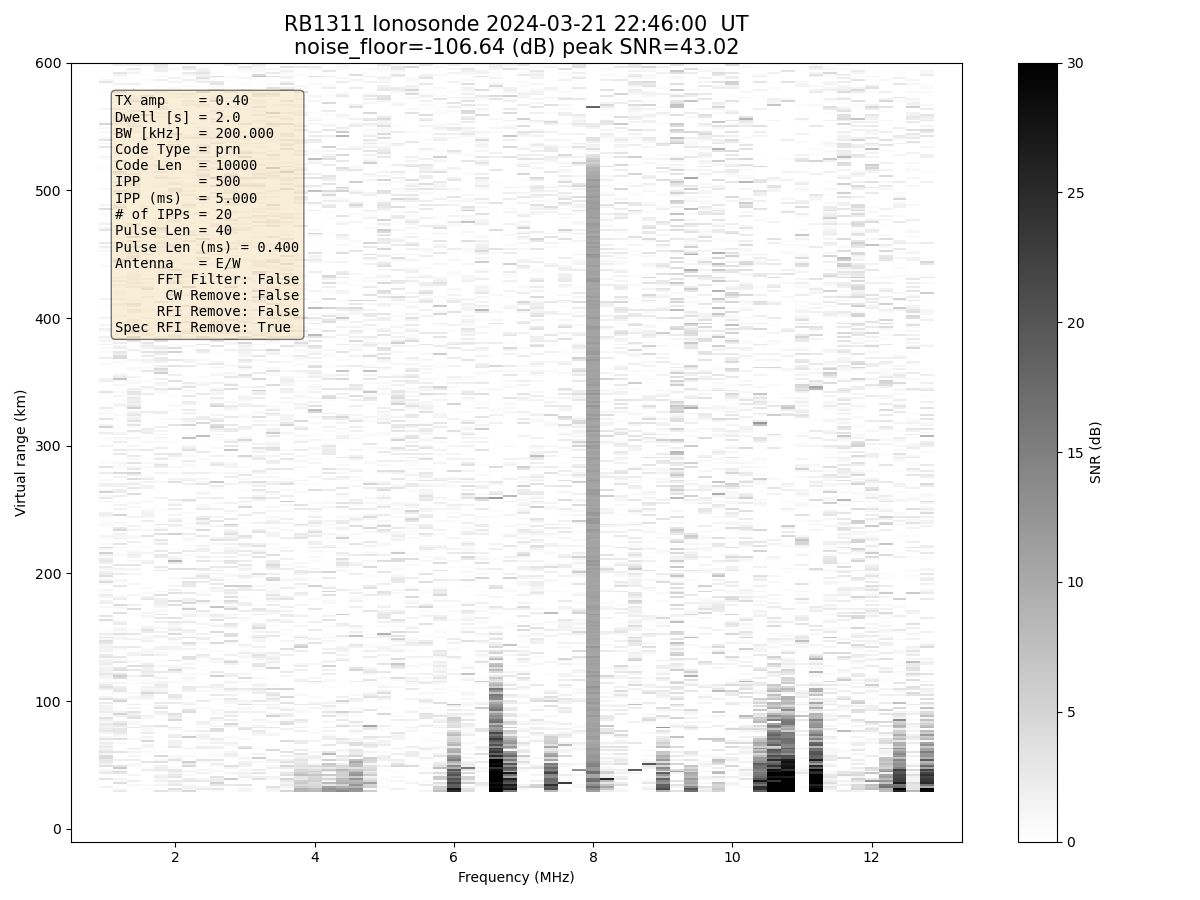 RB1311 Ionosonde 2024-03-21 22:46:00 UT
noise_floor=-106.64 (dB) peak SNR=43.02
TX amp = 0.40
Dwell [s] = 2.0
BW [kHz] = 200.000
Code Type = prn
Code Len = 10000
IPP = 500
IPP (ms) = 5.000
# of IPPs = 20
Pulse Len = 40
Pulse Len (ms) = 0.400
Antenna = E/W
FFT Filter: False
CW Remove: False
RFI Remove: False
Spec RFI Remove: True
600
500
400
300
200
100
0
Virtual range (km)
2 4 6 8 10 12
Frequency (MHz)
30
25
20
15
10
5
0
SNR (dB)